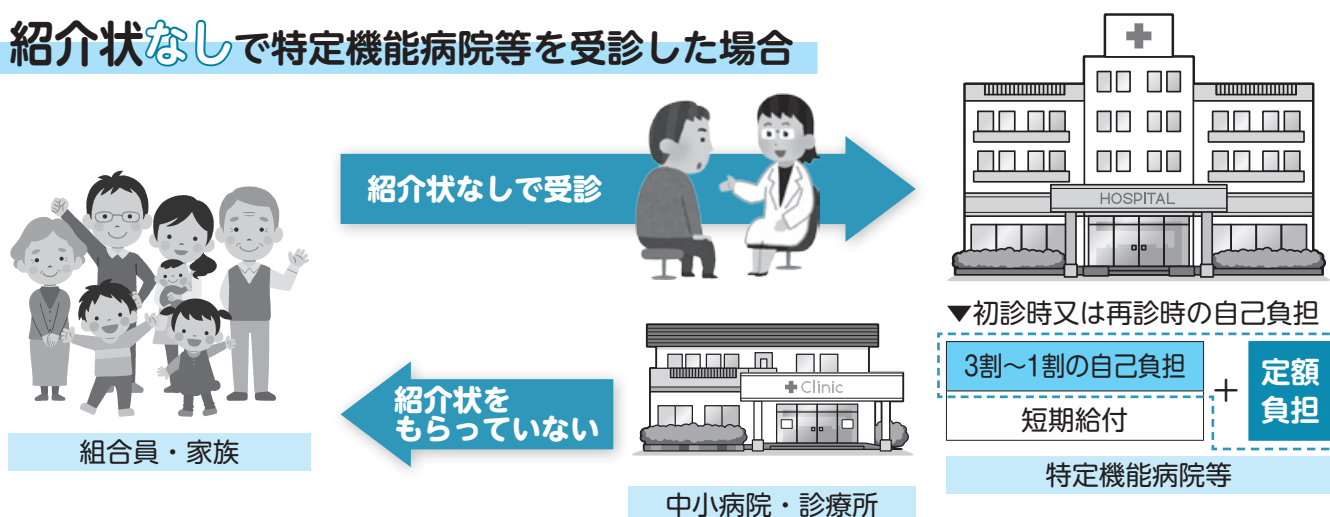 紹介状なしで特定機能病院等を受診した場合
紹介状なしで受診
HOSPITAL
▼初診時又は再診時の自己負担
3割～1割の自己負担
短期給付
+
定額
負担
特定機能病院等
Clinic
紹介状を
もらっていない
組合員・家族
中小病院・診療所